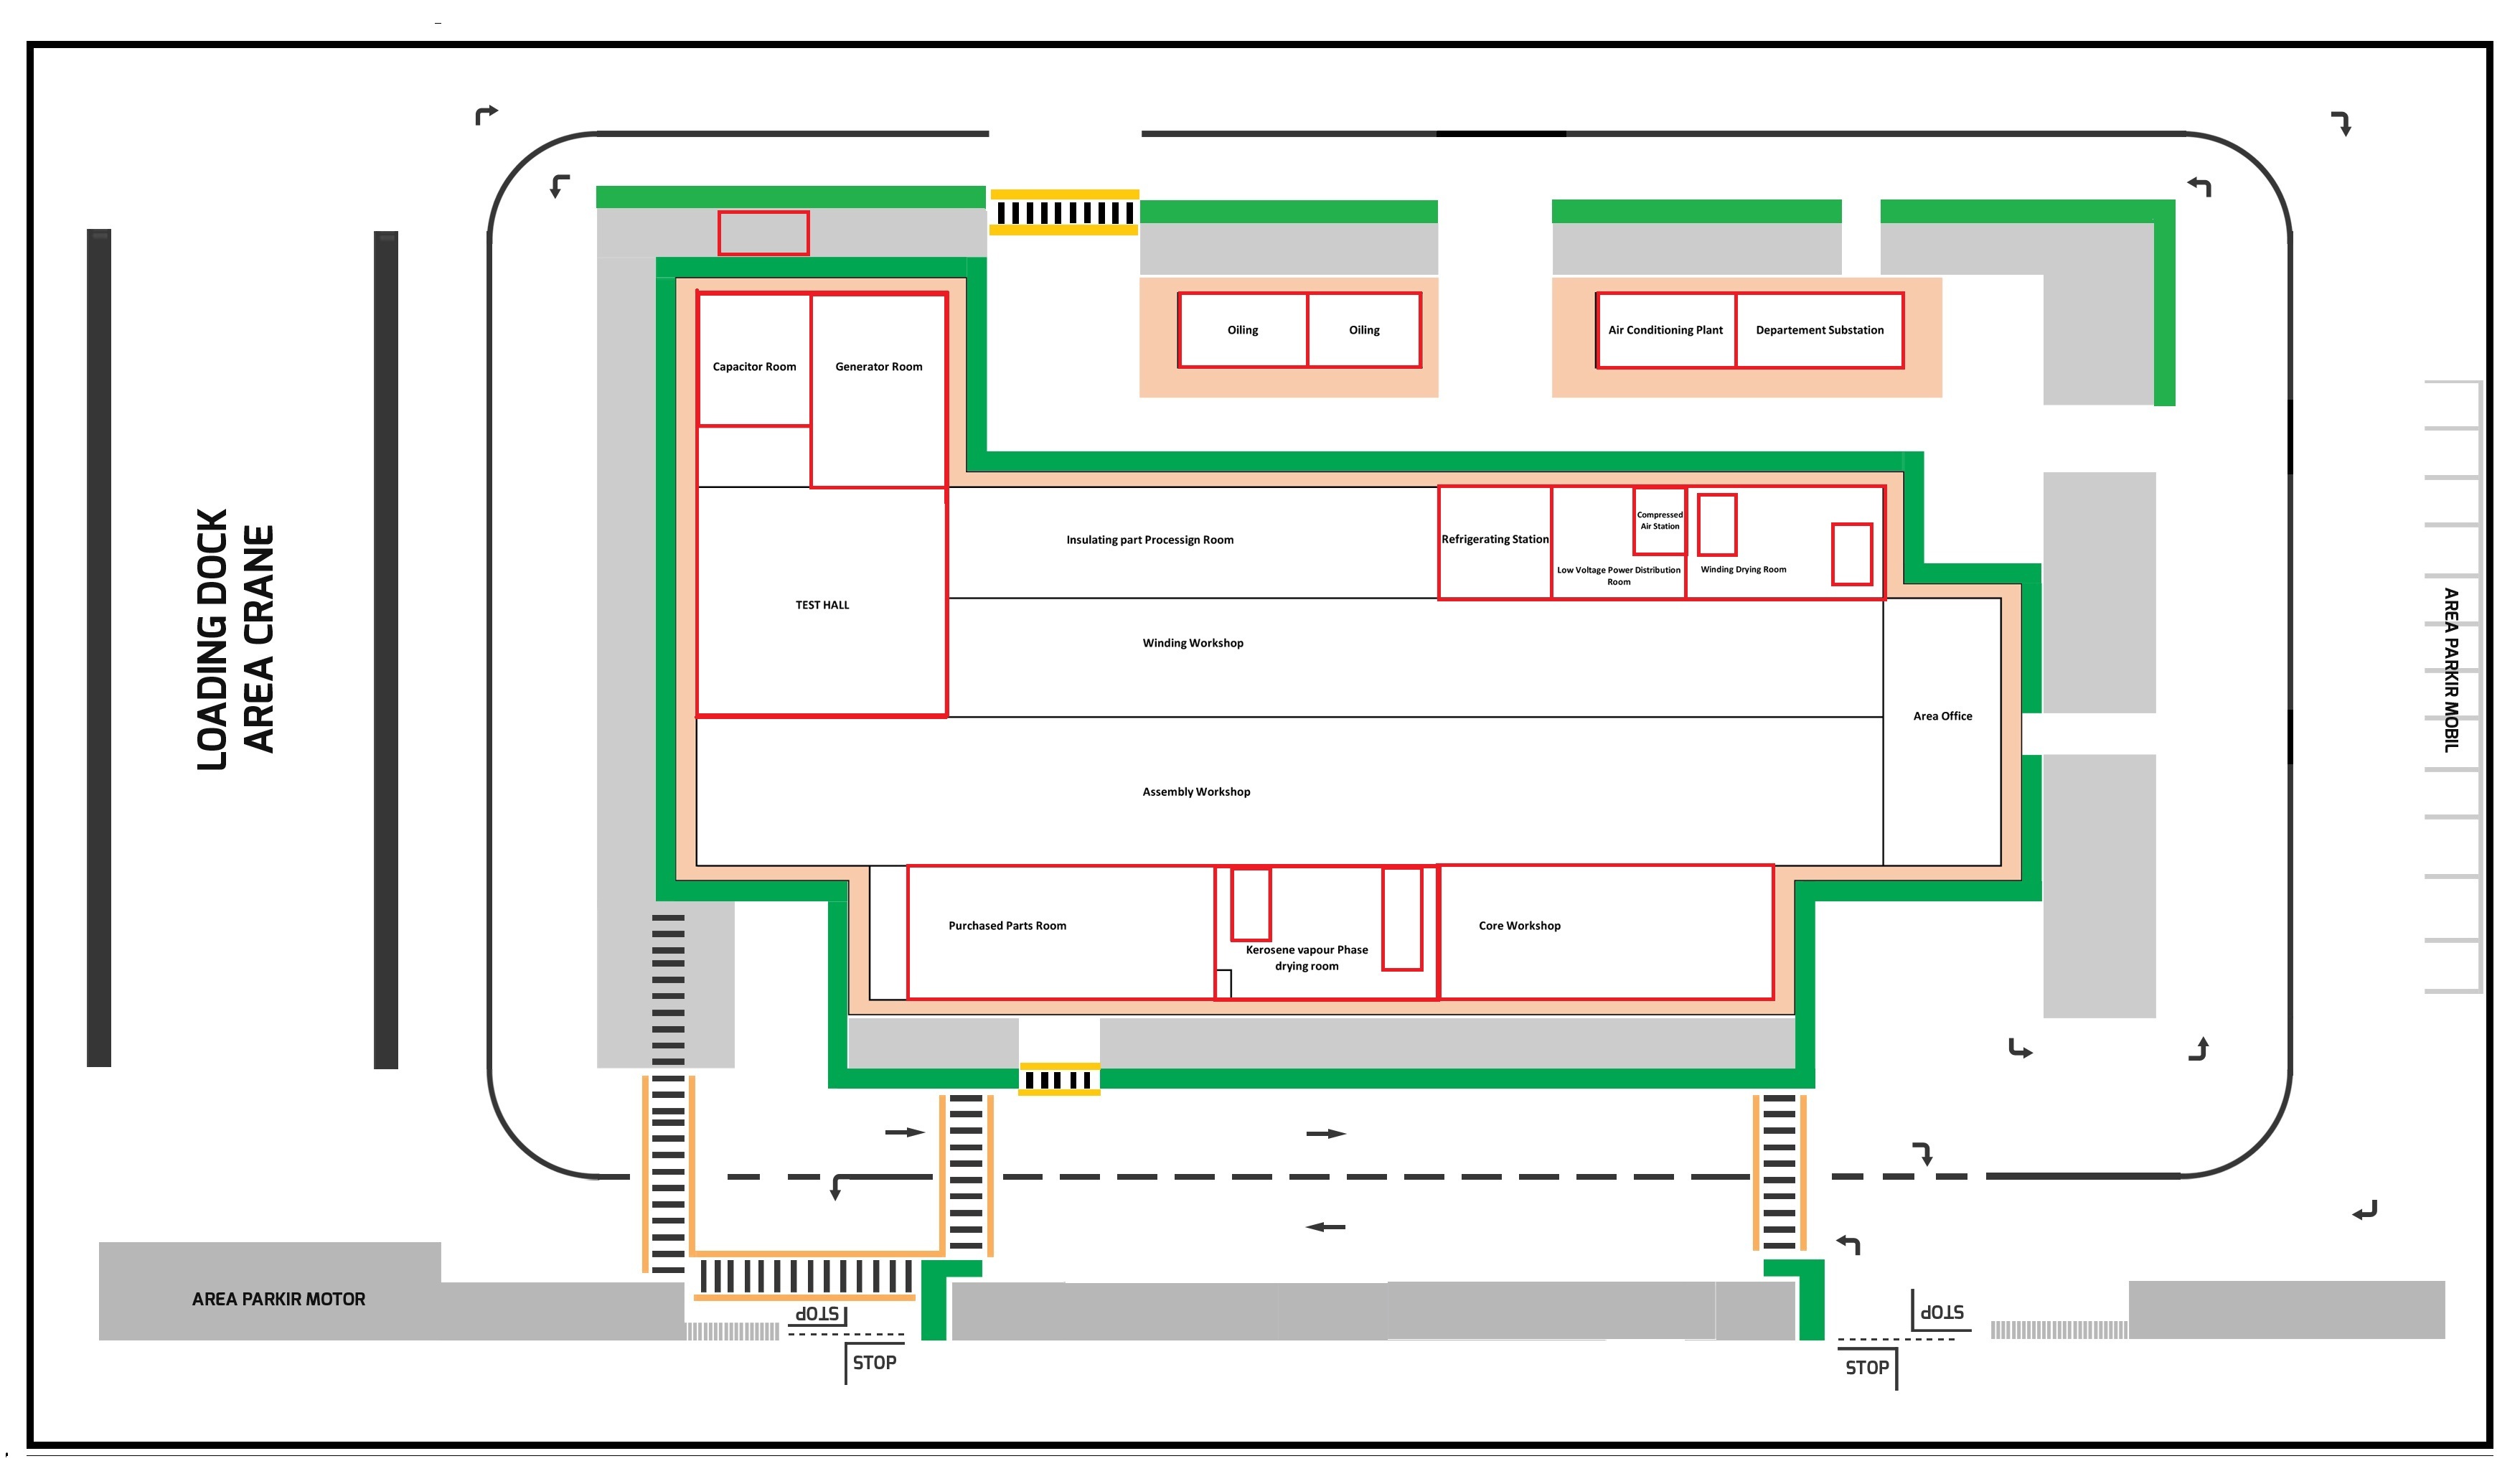 Oiling
Oiling
Air Conditioning Plant
Departement Substation
Capacitor Room
Generator Room
Compressed
Air Station
Insulating part Processign Room
Refrigerating Station
Low Voltage Power Distribution
Room
Winding Drying Room
TEST HALL
Winding Workshop
LOADING DOCK
AREA CRANE
AREA PARKIR MOBIL
Area Office
Assembly Workshop
Purchased Parts Room
Kerosene vapour Phase
drying room
Core Workshop
AREA PARKIR MOTOR
STOP
STOP
STOP
STOP